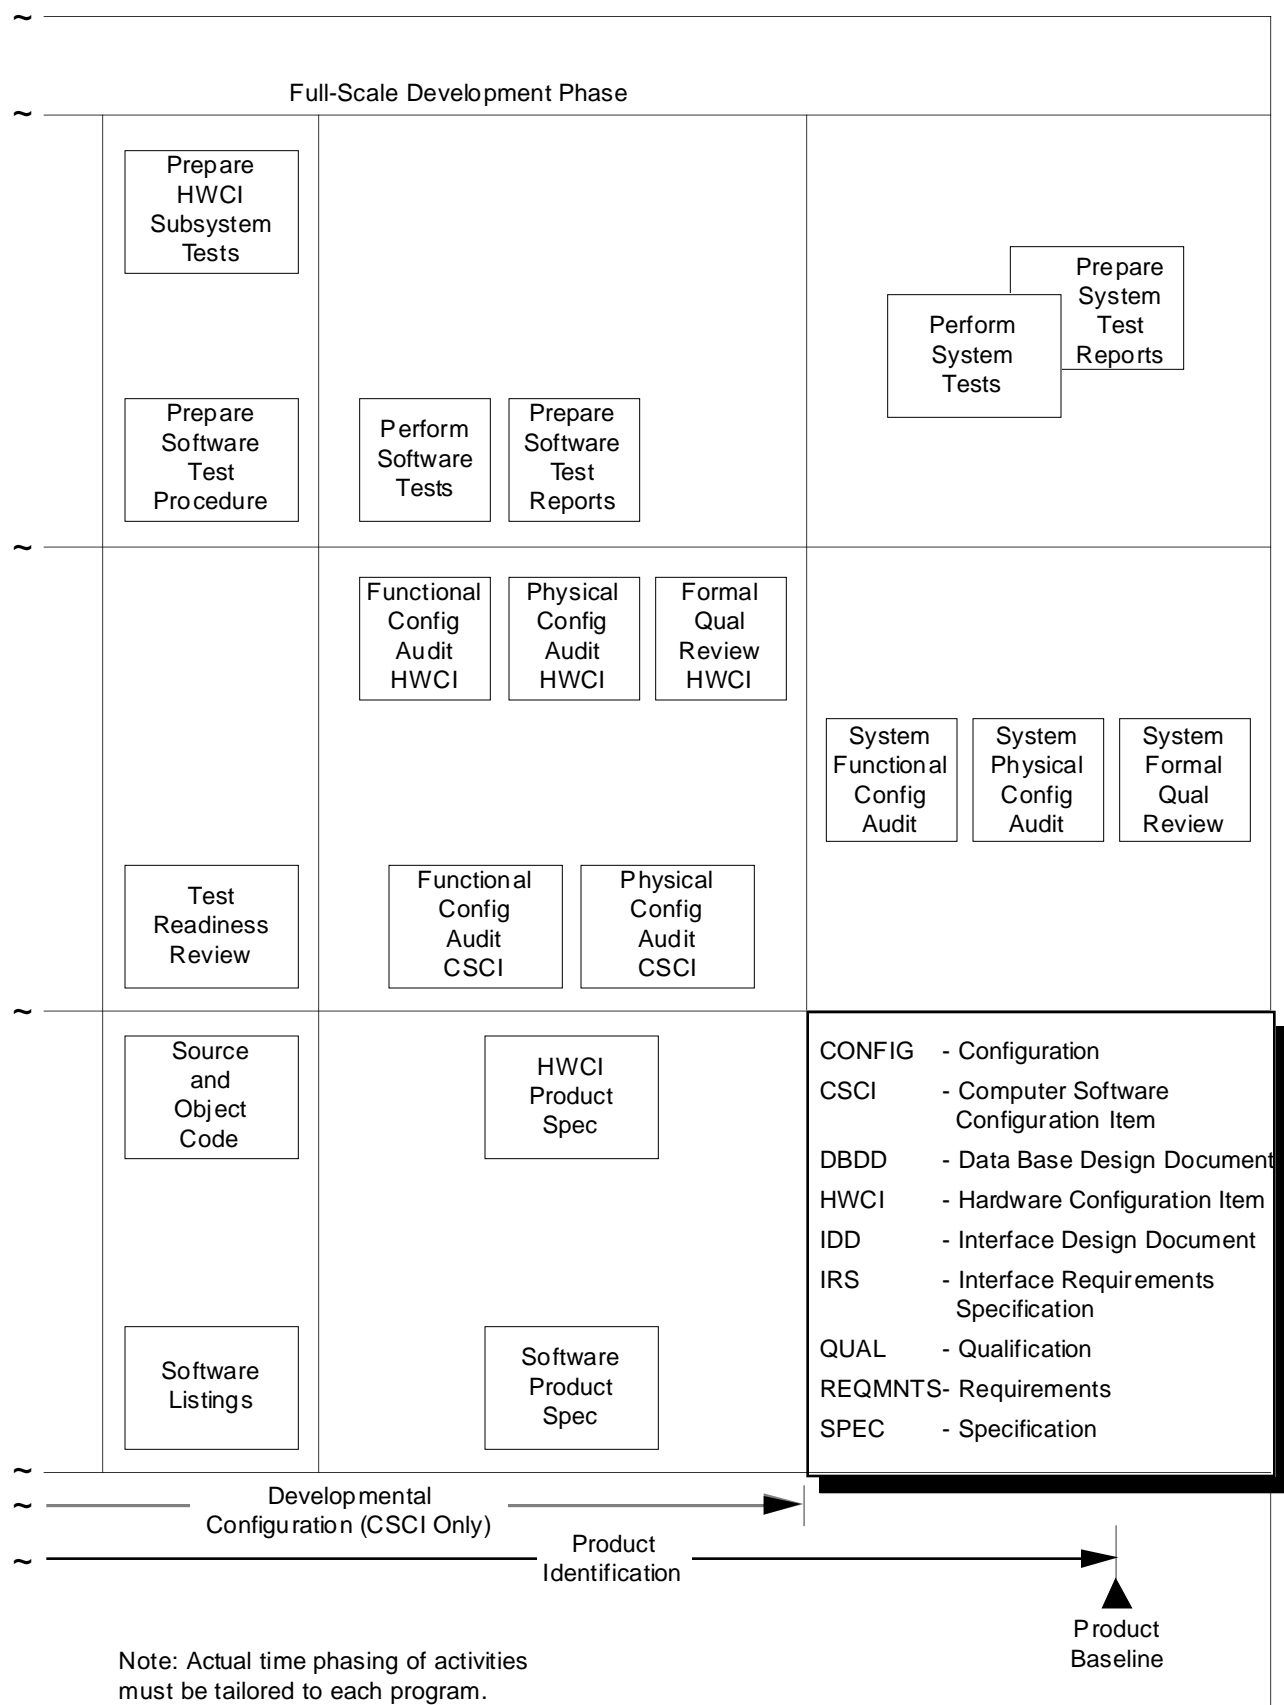 ~
Full-Scale Development Phase
~
Prepare
HWCI
Subsystem
Tests
Prepare
System
Test
Reports
Perform
System
Tests
Prepare
Software
Test
Procedure
Perform
Software
Tests
Prepare
Software
Test
Reports
~
Functional
Config
Audit
HWCI
Physical
Config
Audit
HWCI
Formal
Qual
Review
HWCI
System
Functional
Config
Audit
System
Physical
Config
Audit
System
Formal
Qual
Review
Test
Readiness
Review
Functional
Config
Audit
CSCI
Physical
Config
Audit
CSCI
~
Source
and
Object
Code
HWCI
Product
Spec
CONFIG - Configuration
CSCI - Computer Software
Configuration Item
DBDD - Data Base Design Document
HWCI - Hardware Configuration Item
IDD - Interface Design Document
IRS - Interface Requirements
Specification
QUAL - Qualification
REQMNTS- Requirements
SPEC - Specification
Software
Listings
Software
Product
Spec
~
~
Developmental
Configuration (CSCI Only)
~
Product
Identification
Product
Baseline
Note: Actual time phasing of activities
must be tailored to each program.